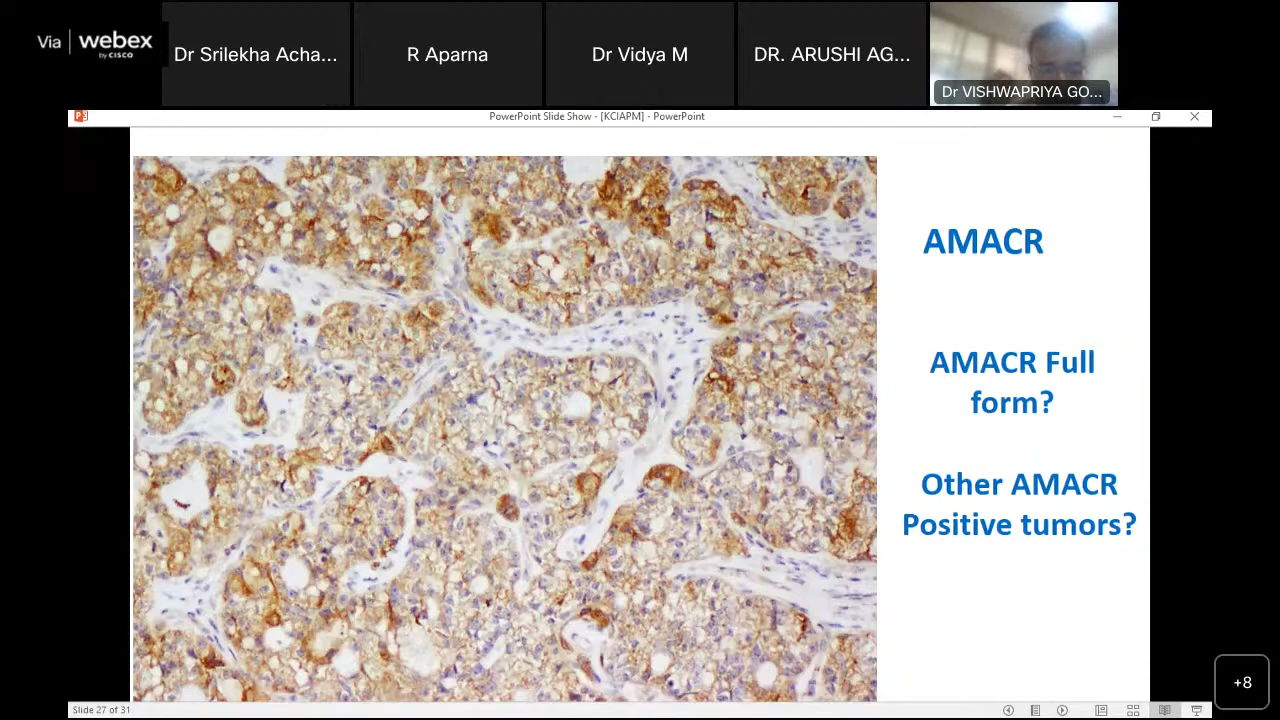 Via webex
by CISCO
Dr Srilekha Acha...
R Aparna
Dr Vidya M
DR. ARUSHI AG...
Dr VISHWAPRIYA GO...
PowerPoint Slide Show - [KCIAPM] - PowerPoint
AMACR
AMACR Full
form?
Other AMACR
Positive tumors?
Slide 27 of 31
+8